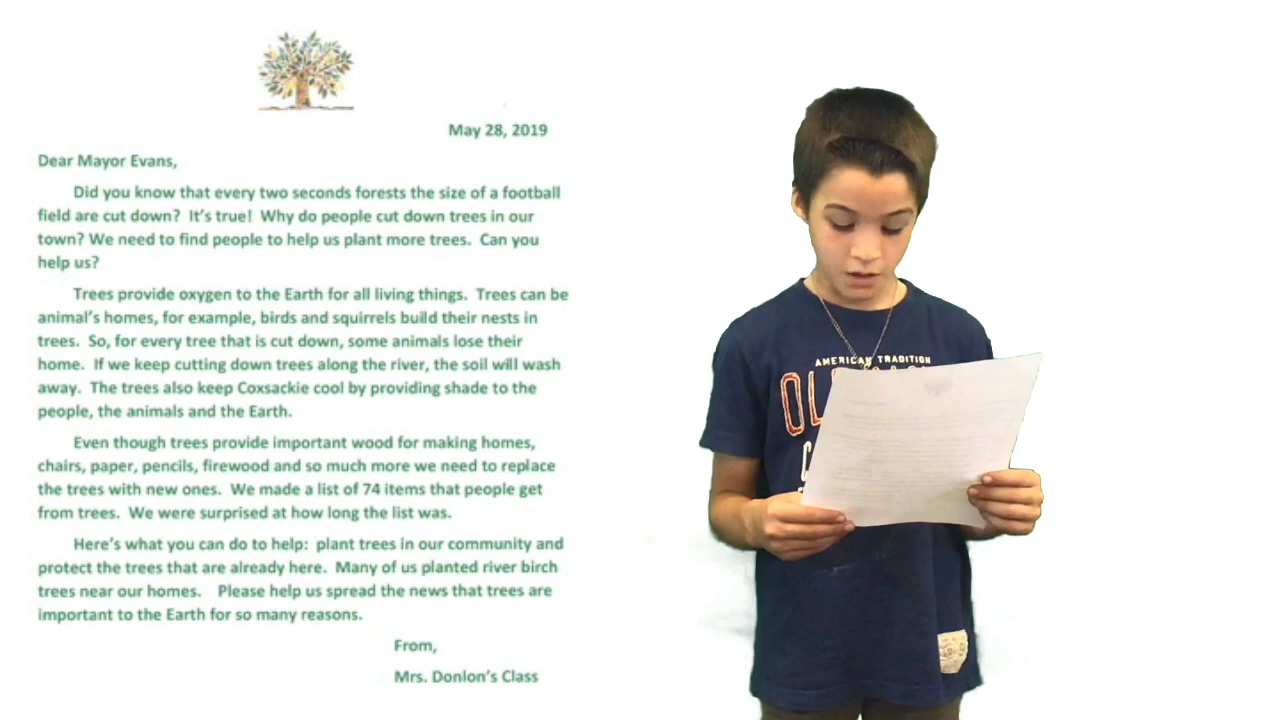 May 28, 2019
Dear Mayor Evans,
Did you know that every two seconds forests the size of a football
field are cut down? It's true! Why do people cut down trees in our
town? We need to find people to help us plant more trees. Can you
help us?
Trees provide oxygen to the Earth for all living things. Trees can be
animal's homes, for example, birds and squirrels build their nests in
trees. So, for every tree that is cut down, some animals lose their
home. If we keep cutting down trees along the river, the soil will wash
away. The trees also keep Coxsackie cool by providing shade to the
people, the animals and the Earth.
Even though trees provide important wood for making homes,
chairs, paper, pencils, firewood and so much more we need to replace
the trees with new ones. We made a list of 74 items that people get
from trees. We were surprised at how long the list was.
Here's what you can do to help: plant trees in our community and
protect the trees that are already here. Many of us planted river birch
trees near our homes. Please help us spread the news that trees are
important to the Earth for so many reasons.
From,
Mrs. Donlon's Class
AMERICAN TRADITION